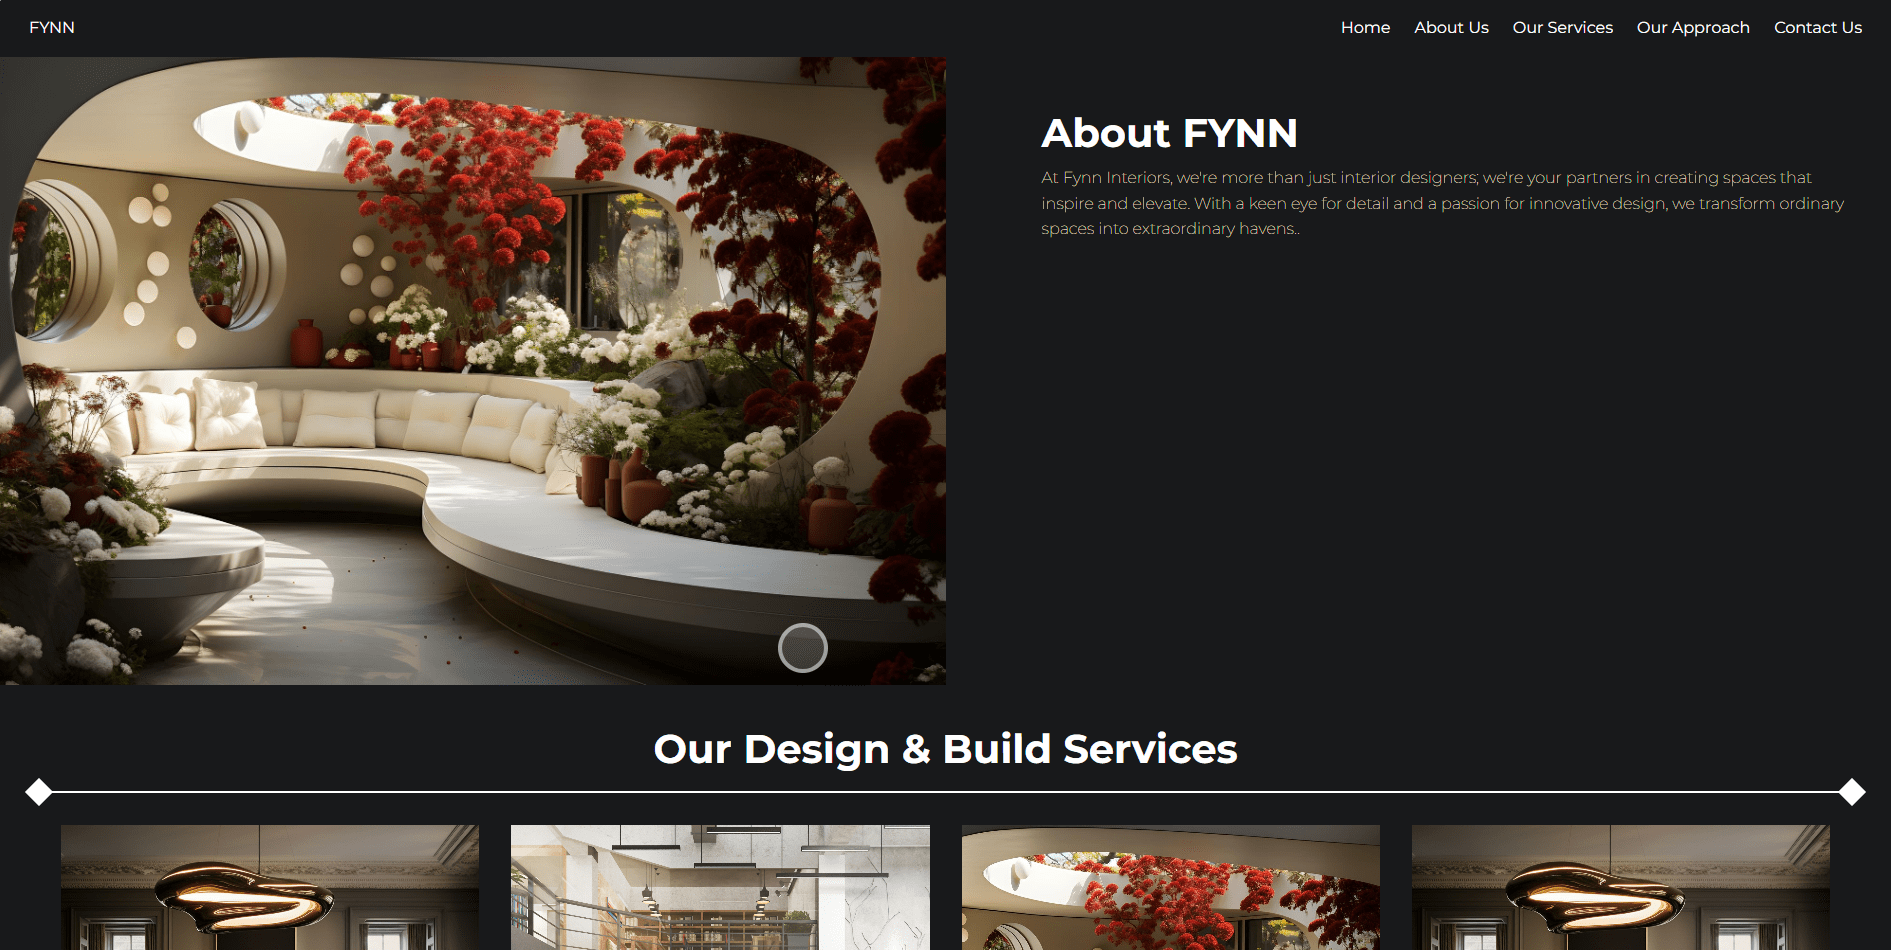 FYNN
Home About Us Our Services Our Approach Contact Us
About FYNN
At Fynn Interiors, we're more than just interior designers; we're your partners in creating spaces that
inspire and elevate. With a keen eye for detail and a passion for innovative design, we transform ordinary
spaces into extraordinary havens..
Our Design & Build Services